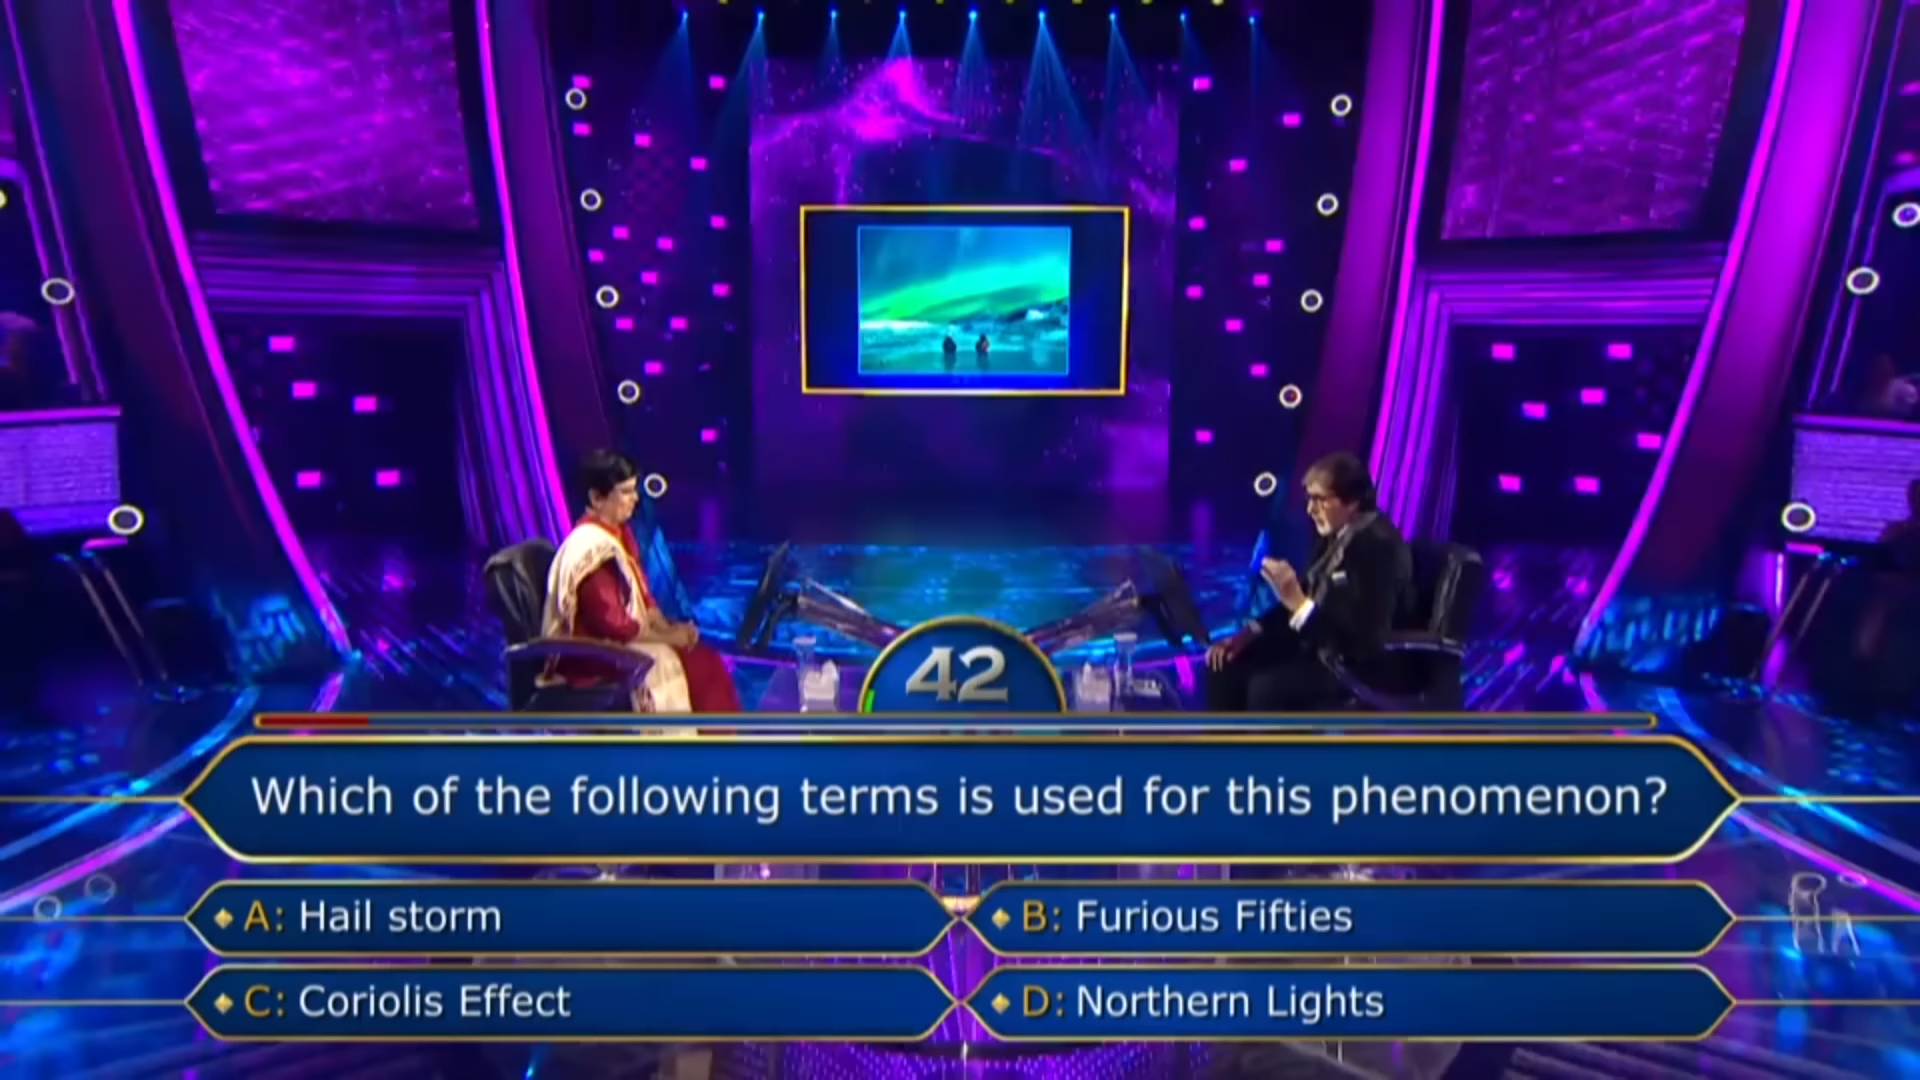 42
Which of the following terms is used for this phenomenon?
A: Hail storm
B: Furious Fifties
C: Coriolis Effect
D: Northern Lights